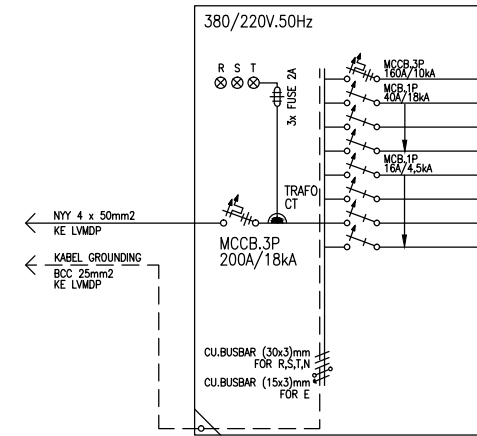 380/220V.50Hz
R S T
3x FUSE 2A
MCCB.3P
160A/10kA
MCB.1P
40A/18kA
MCB.1P
16A/4,5kA
TRAFO
CT
NYY 4 x 50mm2
KE LVMDP
MCCB.3P
200A/18kA
KABEL GROUNDING
BCC 25mm2
KE LVMDP
CU.BUSBAR (30x3)mm
FOR R,S,T,N
CU.BUSBAR (15x3)mm
FOR E